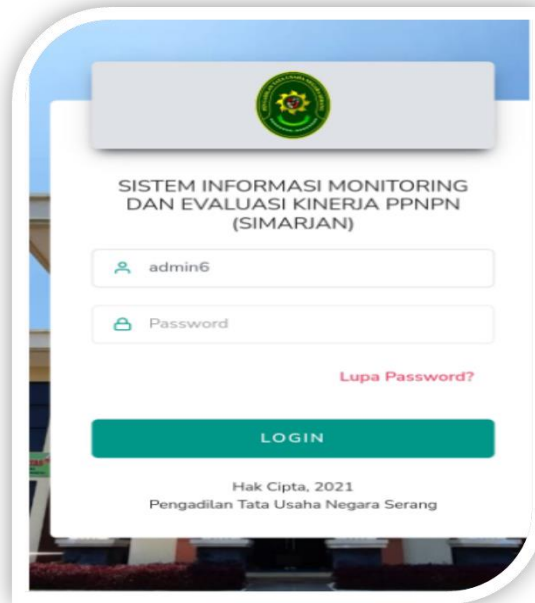 SISTEM INFORMASI MONITORING
DAN EVALUASI KINERJA PPNPN
(SIMARJAN)
admin6
Password
Lupa Password?
LOGIN
Hak Cipta, 2021
Pengadilan Tata Usaha Negara Serang